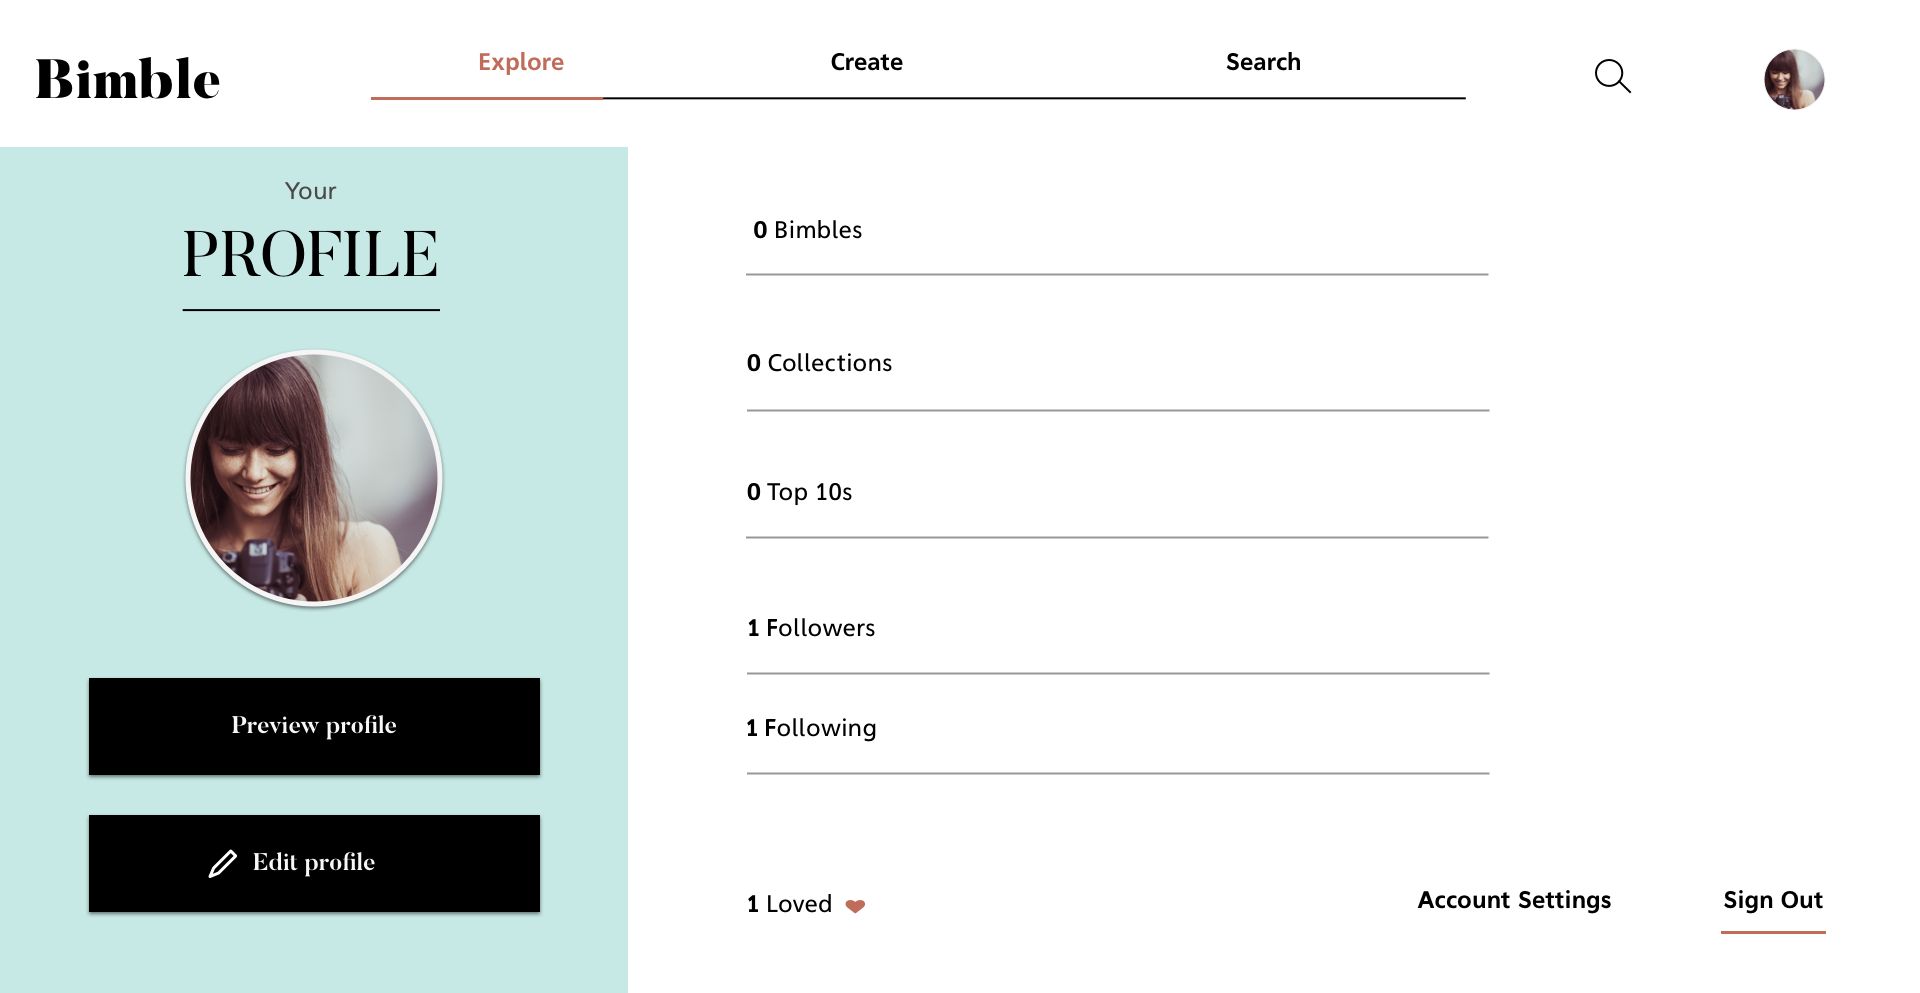 Bimble
Explore
Create
Search
Your
PROFILE
Preview profile
Edit profile
0 Bimbles
0 Collections
0 Top 10s
1 Followers
1 Following
1 Loved
Account Settings
Sign Out